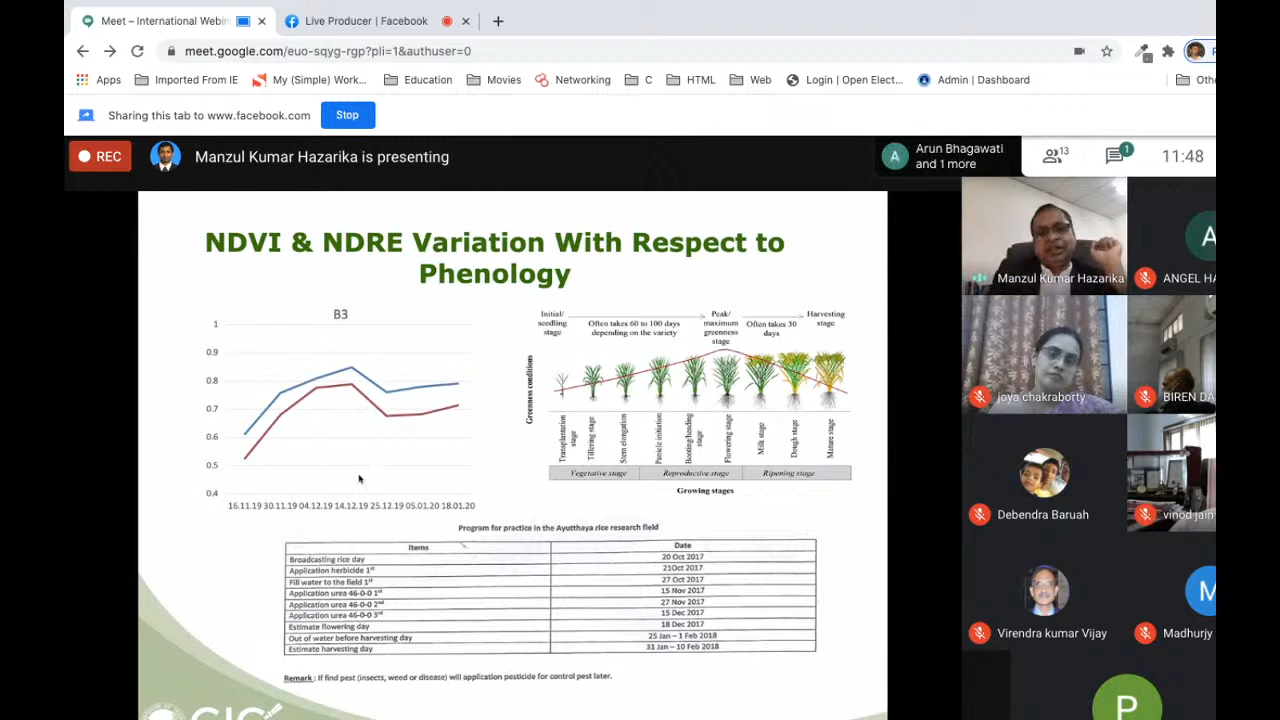 Meet – International Webin
Live Producer | Facebook
meet.google.com/euo-sqyg-rgp?pli=1&authuser=0
Apps
Imported From IE
My (Simple) Work...
Education
Movies
Networking
C
HTML
Web
Login | Open Elect...
Admin | Dashboard
Othe
Sharing this tab to www.facebook.com
Stop
REC
Manzul Kumar Hazarika is presenting
A
Arun Bhagawati
and 1 more
13
1
11:48
NDVI & NDRE Variation With Respect to
Phenology
B3
1
0.9
0.8
0.7
0.6
0.5
0.4
16.11.19 30.11.19 04.12.19 14.12.19 25.12.19 05.01.20 18.01.20
Initial/
seedling
stage
Often takes 60 to 100 days
depending on the variety
Peak/
maximum
greenness
stage
Often takes 30
days
Harvesting
stage
Greenness conditions
Transplantation
stage
Tillering stage
Stem elongation
Panicle initiation
Booting/heading
stage
Flowering stage
Milk stage
Dough stage
Mature stage
Vegetative stage
Reproductive stage
Ripening stage
Growing stages
Program for practice in the Ayutthaya rice research field
Items Date
Broadcasting rice day 20 Oct 2017
Application herbicide 1st 21Oct 2017
Fill water to the field 1st 27 Oct 2017
Application urea 46-0-0 1st 15 Nov 2017
Application urea 46-0-0 2nd 27 Nov 2017
Application urea 46-0-0 3rd 15 Dec 2017
Estimate flowering day 18 Dec 2017
Out of water before harvesting day 25 Jan – 1 Feb 2018
Estimate harvesting day 31 Jan – 10 Feb 2018
Remark : If find pest (insects, weed or disease) will application pesticide for control pest later.
Manzul Kumar Hazarika
A
ANGEL HA
joya chakraborty
BIREN DA
Debendra Baruah
vinod jain
Virendra kumar Vijay
M
Madhurjy
P